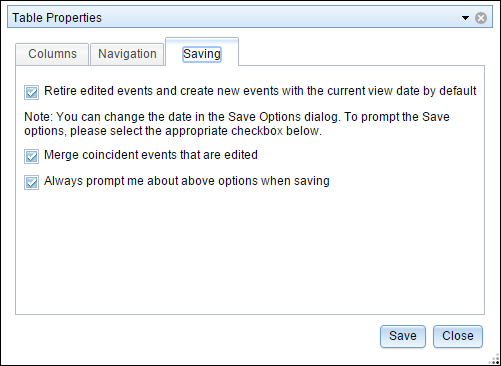 Table Properties
Columns
Navigation
Saving
Retire edited events and create new events with the current view date by default
Note: You can change the date in the Save Options dialog. To prompt the Save
options, please select the appropriate checkbox below.
Merge coincident events that are edited
Always prompt me about above options when saving
Save
Close